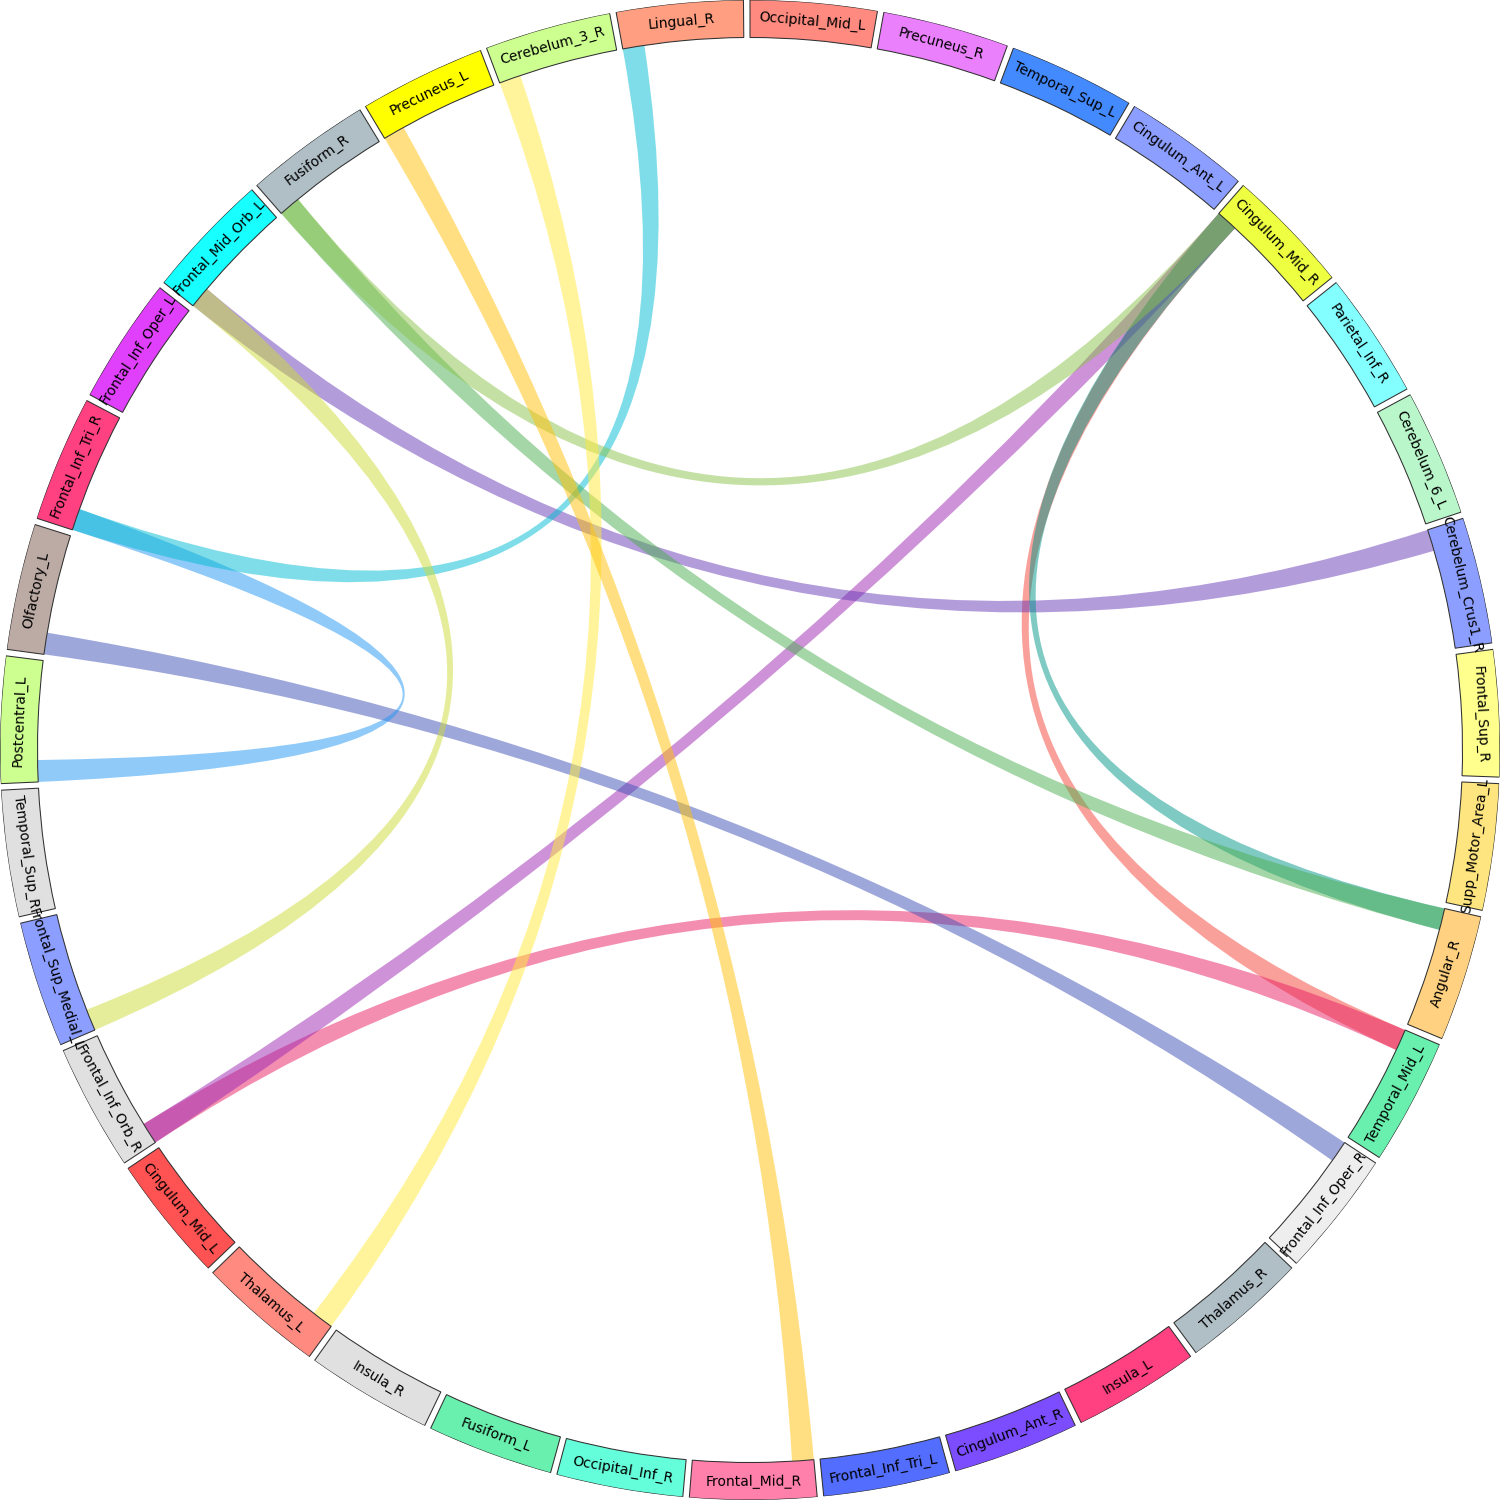 Occipital_Mid_L
Precuneus_R
Temporal_Sup_L
Cingulum_Ant_L
Cingulum_Mid_R
Parietal_Inf_R
Cerebelum_6_L
Cerebelum_Crus1_R
Frontal_Sup_R
Supp_Motor_Area_L
Angular_R
Temporal_Mid_L
Frontal_Inf_Oper_R
Thalamus_R
Insula_L
Cingulum_Ant_R
Frontal_Inf_Tri_L
Frontal_Mid_R
Occipital_Inf_R
Fusiform_L
Insula_R
Thalamus_L
Cingulum_Mid_L
Frontal_Inf_Orb_R
Temporal_Sup_R
Postcentral_L
Olfactory_L
Frontal_Inf_Tri_R
Frontal_Inf_Oper_L
Frontal_Mid_Orb_L
Fusiform_R
Precuneus_L
Cerebelum_3_R
Lingual_R